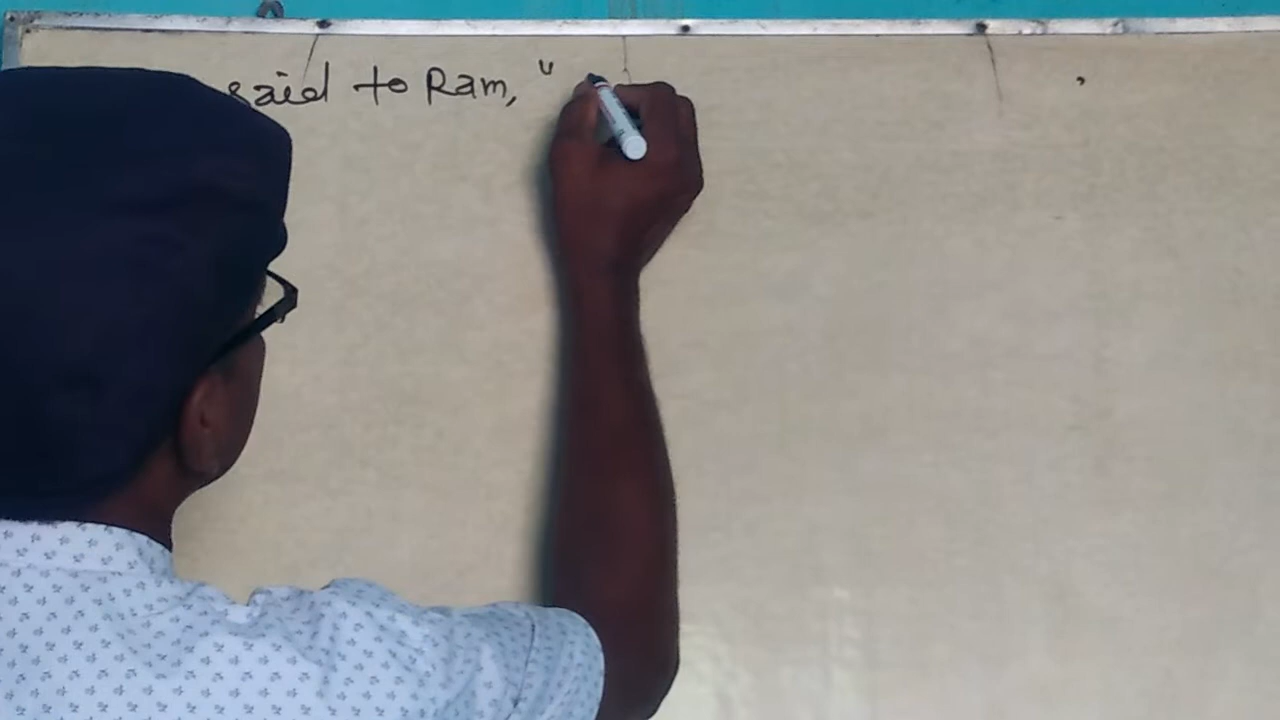 said to Ram, "